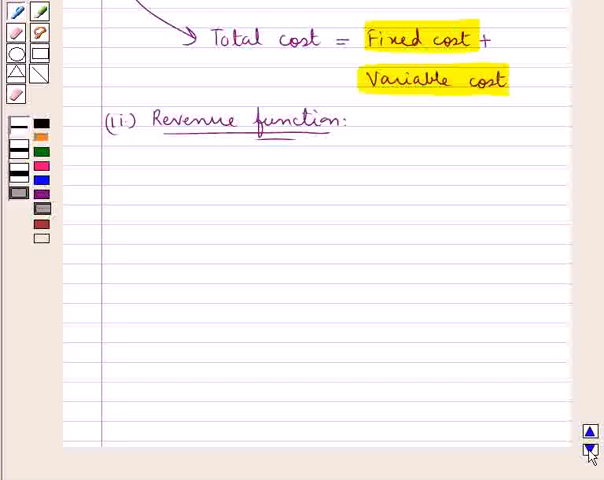 Total cost = Fixed cost +
Variable cost
(ii) Revenue function: